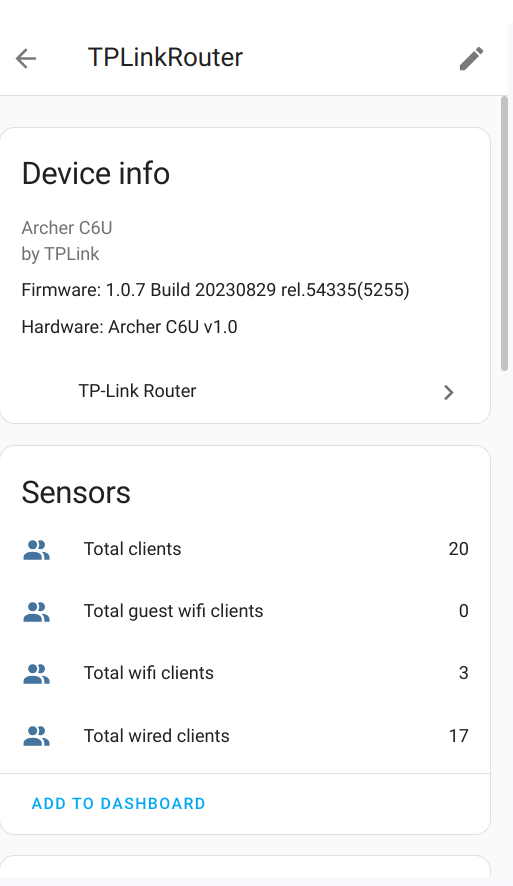 TPLinkRouter
Device info
Archer C6U
by TPLink
Firmware: 1.0.7 Build 20230829 rel.54335(5255)
Hardware: Archer C6U v1.0
TP-Link Router
Sensors
Total clients 20
Total guest wifi clients 0
Total wifi clients 3
Total wired clients 17
ADD TO DASHBOARD